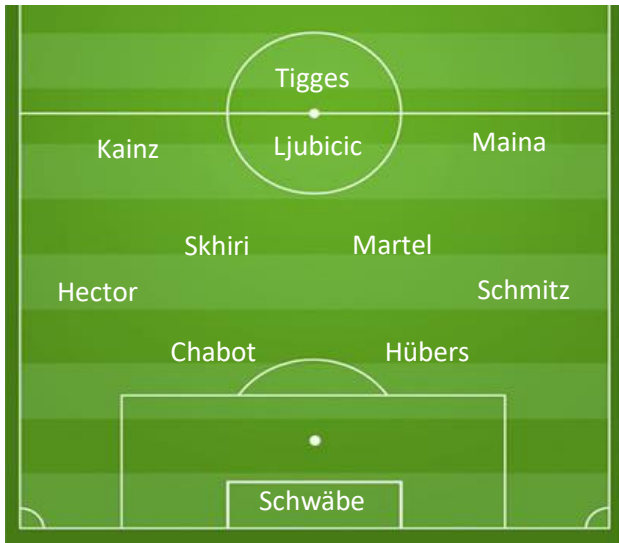 Tigges
Kainz Ljubicic Maina
Skhiri Martel
Hector Schmitz
Chabot Hübers
Schwäbe